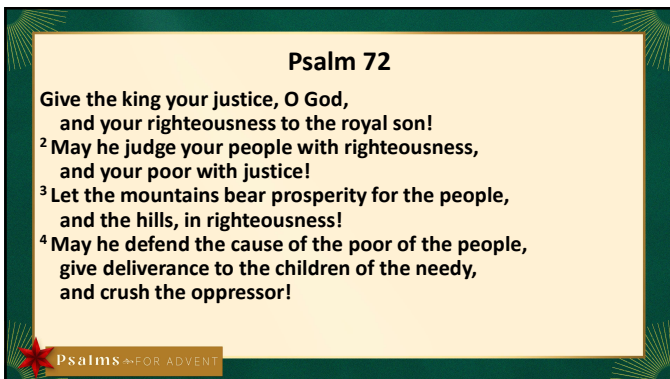 Psalm 72
Give the king your justice, O God,
and your righteousness to the royal son!
2 May he judge your people with righteousness,
and your poor with justice!
3 Let the mountains bear prosperity for the people,
and the hills, in righteousness!
4 May he defend the cause of the poor of the people,
give deliverance to the children of the needy,
and crush the oppressor!
Psalms FOR ADVENT